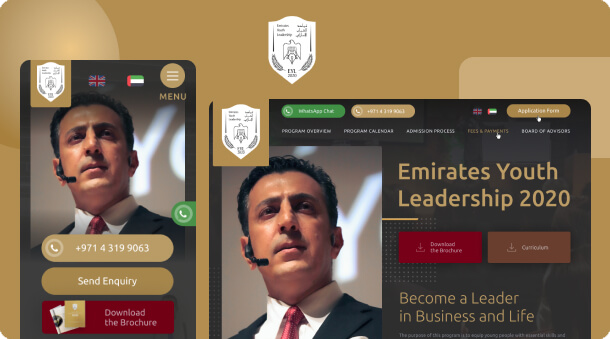 Emirates
Youth
Leadership
EYL
2020
MENU
+971 4 319 9063
Send Enquiry
Download
the Brochure
Emirates
Youth
Leadership
WhatsApp Chat
+971 4 319 9063
Application Form
PROGRAM OVERVIEW
PROGRAM CALENDAR
ADMISSION PROCESS
FEES & PAYMENTS
BOARD OF ADVISORS
Emirates Youth
Leadership 2020
Download
the Brochure
Curriculum
Become a Leader
in Business and Life
The purpose of this program is to equip young people with essential skills and